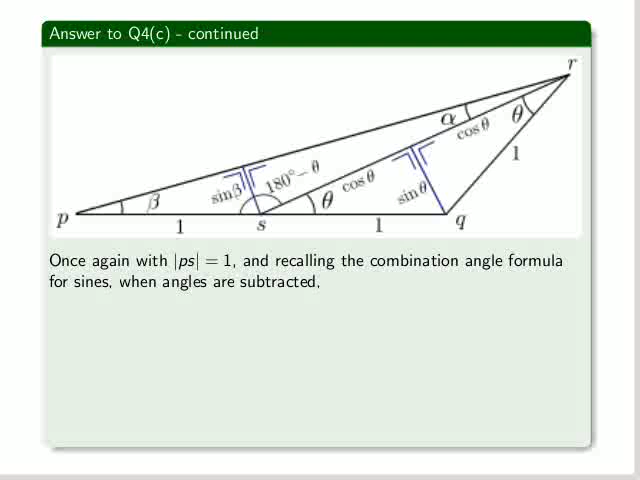 Answer to Q4(c) - continued
r
α
cos θ
θ
1
β
sin β
180° − θ
θ
cos θ
sin θ
p
1
s
1
q
Once again with |ps| = 1, and recalling the combination angle formula
for sines, when angles are subtracted,